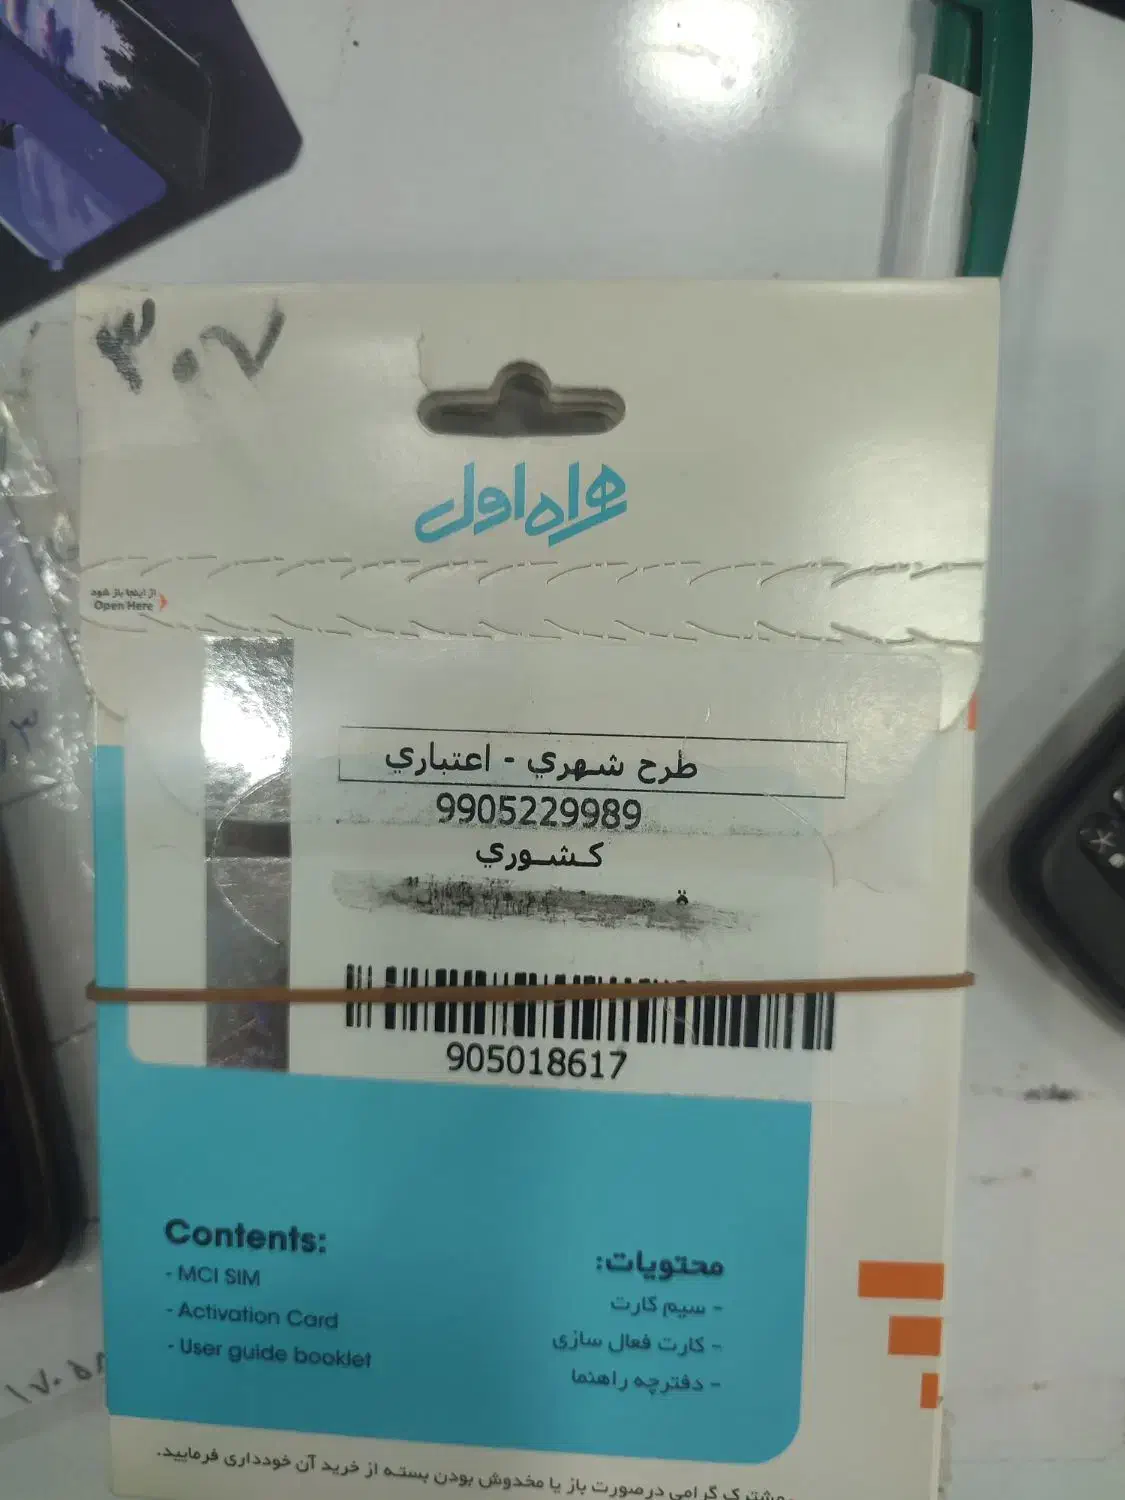 ۳۰۷
همراه اول
از اینجا باز شود
Open Here
طرح شهري - اعتباري
9905229989
کشوري
905018617
Contents:
- MCI SIM
- Activation Card
- User guide booklet
محتویات:
- سیم کارت
- کارت فعال سازی
- دفترچه راهنما
مشترک گرامی درصورت باز یا مخدوش بودن بسته از خرید آن خودداری فرمایید.